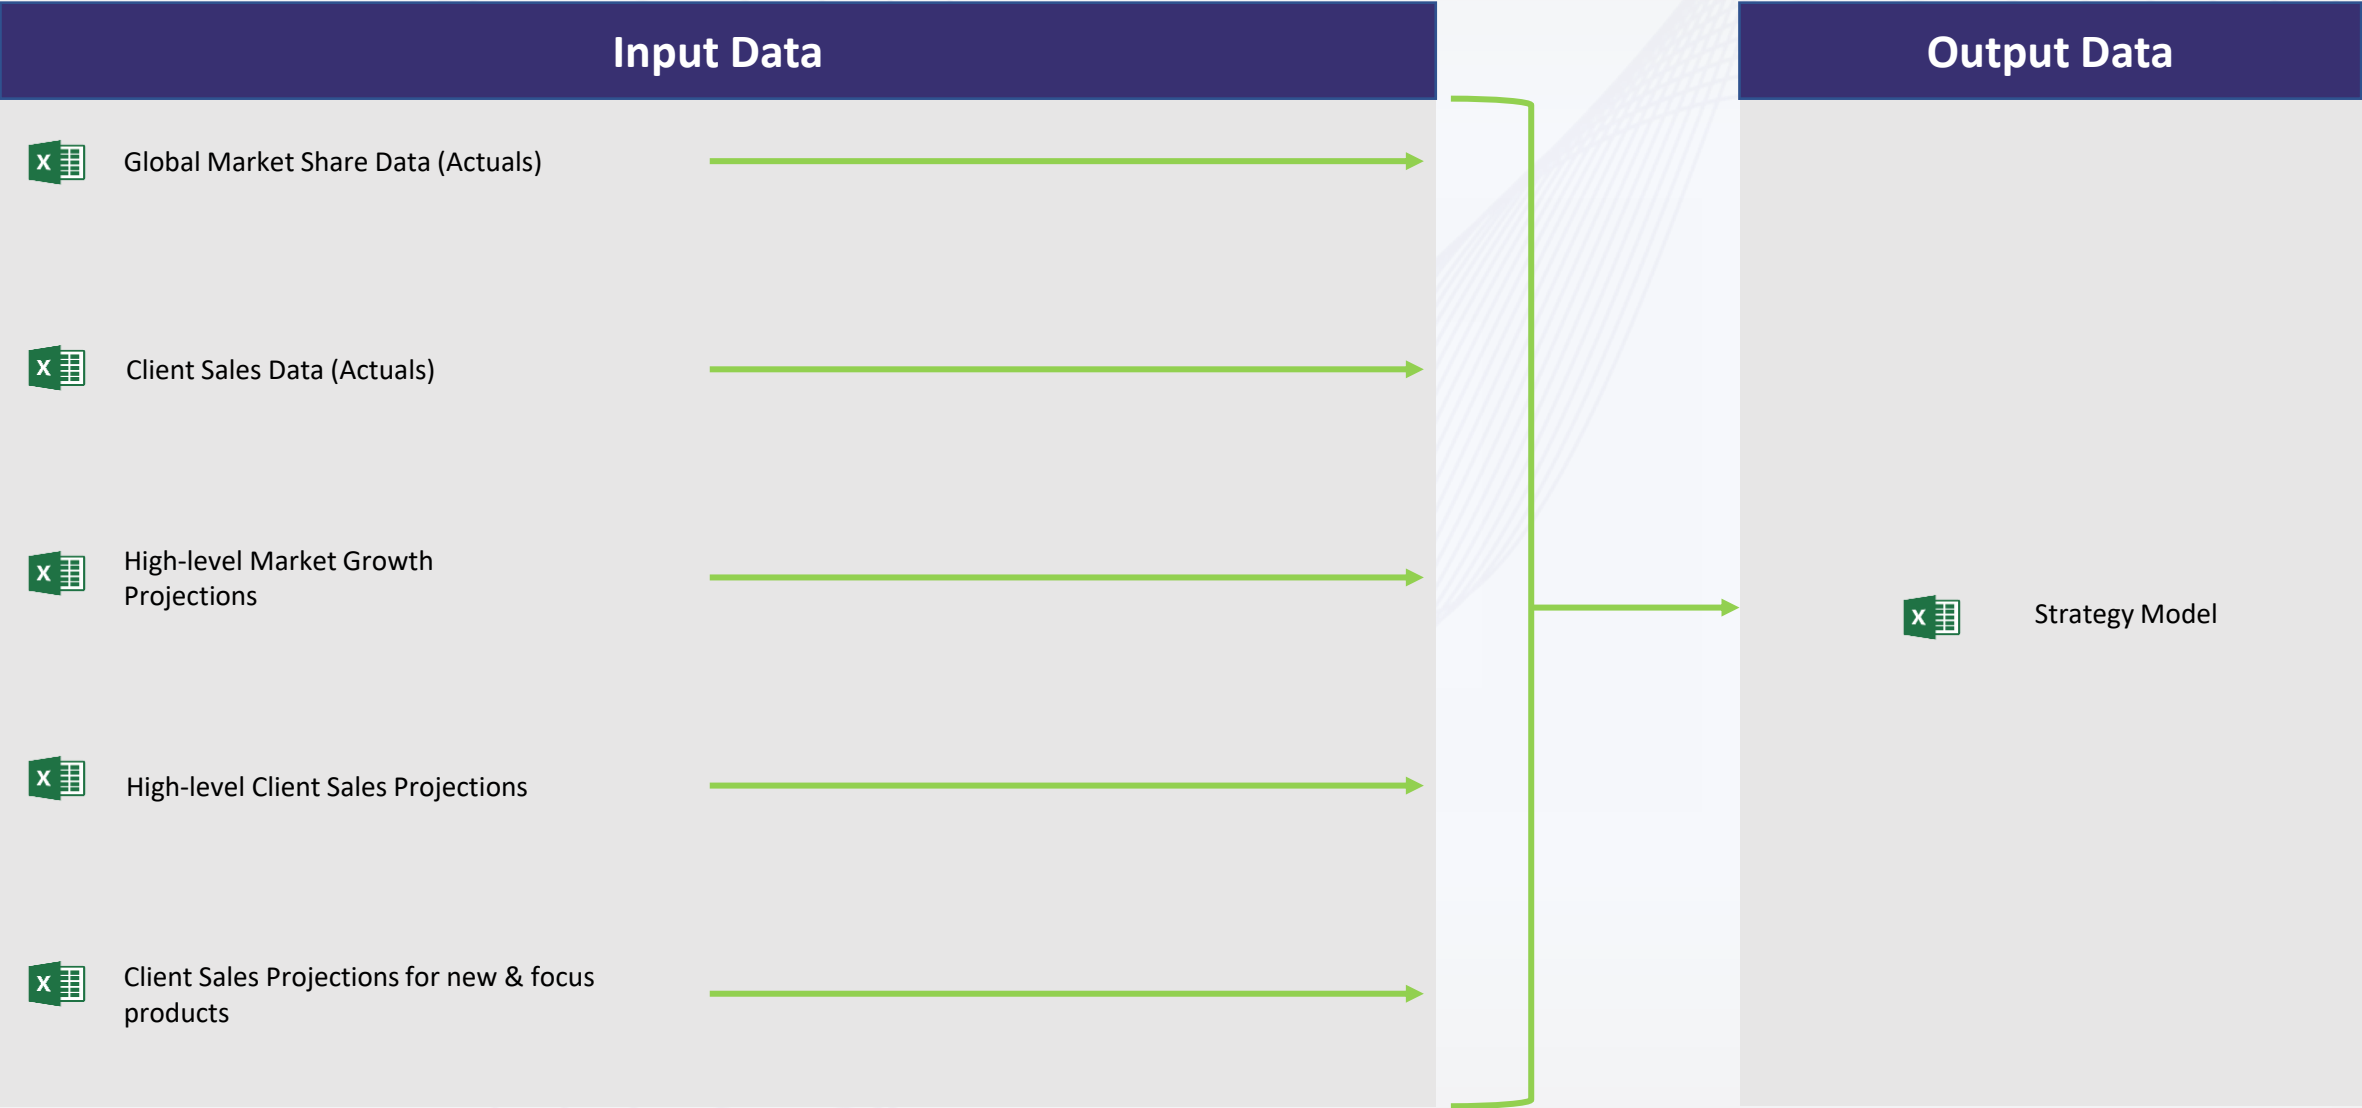 Input Data
Output Data
X
Global Market Share Data (Actuals)
X
Client Sales Data (Actuals)
X
High-level Market Growth
Projections
X
Strategy Model
X
High-level Client Sales Projections
X
Client Sales Projections for new & focus
products